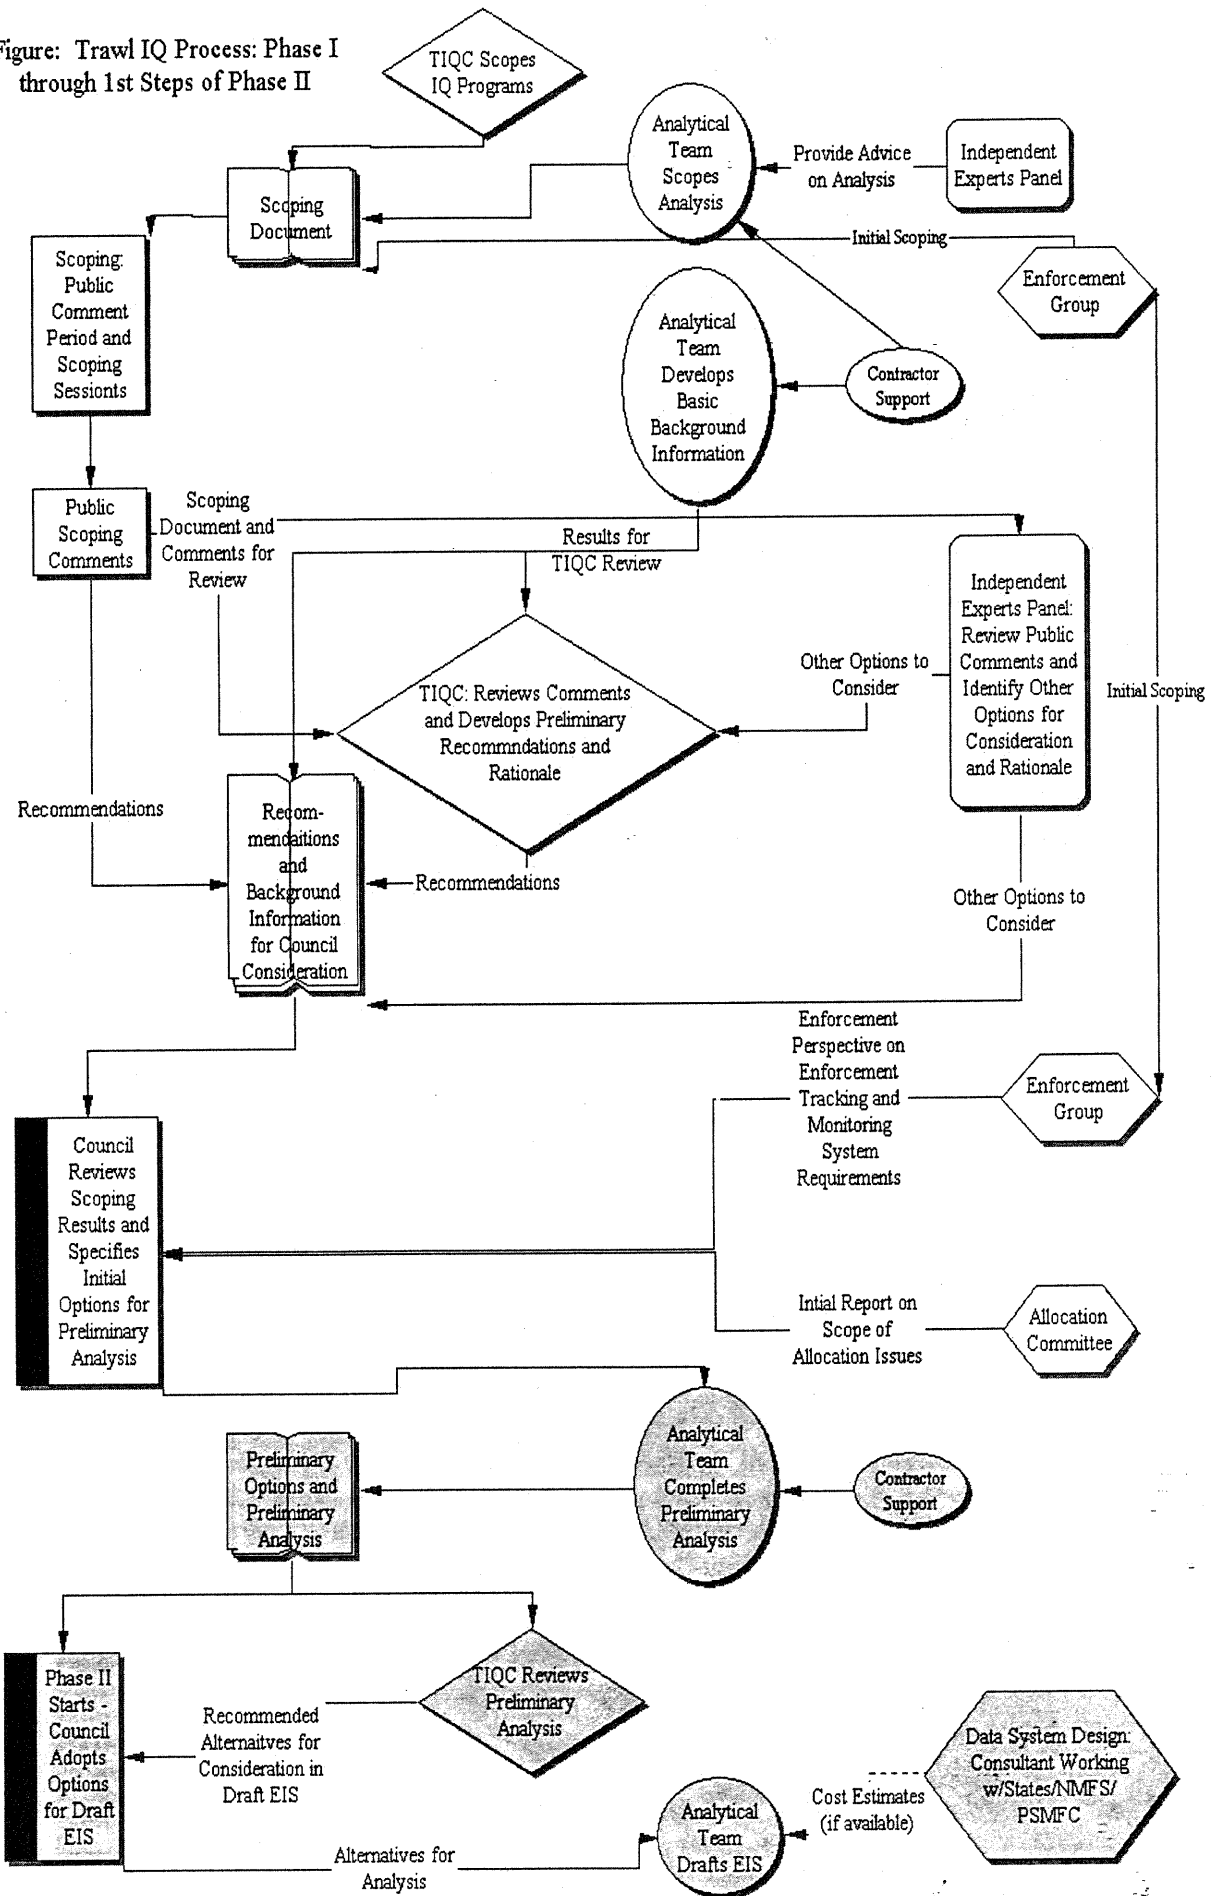 Figure: Trawl IQ Process: Phase I
through 1st Steps of Phase II
TIQC Scopes
IQ Programs
Analytical
Team
Scopes
Analysis
Provide Advice
on Analysis
Independent
Experts Panel
Scoping
Document
Initial Scoping
Enforcement
Group
Scoping:
Public
Comment
Period and
Scoping
Sessionts
Analytical
Team
Develops
Basic
Background
Information
Contractor
Support
Public
Scoping
Comments
Scoping
Document and
Comments for
Review
Results for
TIQC Review
Independent
Experts Panel:
Review Public
Comments and
Identify Other
Options for
Consideration
and Rationale
Other Options to
Consider
Initial Scoping
TIQC: Reviews Comments
and Develops Preliminary
Recommndations and
Rationale
Recommendations
Recom-
mendaitions
and
Background
Information
for Council
Consideration
Recommendations
Other Options to
Consider
Enforcement
Perspective on
Enforcement
Tracking and
Monitoring
System
Requirements
Enforcement
Group
Council
Reviews
Scoping
Results and
Specifies
Initial
Options for
Preliminary
Analysis
Intial Report on
Scope of
Allocation Issues
Allocation
Committee
Preliminary
Options and
Preliminary
Analysis
Analytical
Team
Completes
Preliminary
Analysis
Contractor
Support
Phase II
Starts -
Council
Adopts
Options
for Draft
EIS
TIQC Reviews
Preliminary
Analysis
Recommended
Alternaitves for
Consideration in
Draft EIS
Data System Design:
Consultant Working
w/States/NMFS/
PSMFC
Cost Estimates
(if available)
Analytical
Team
Drafts EIS
Alternatives for
Analysis